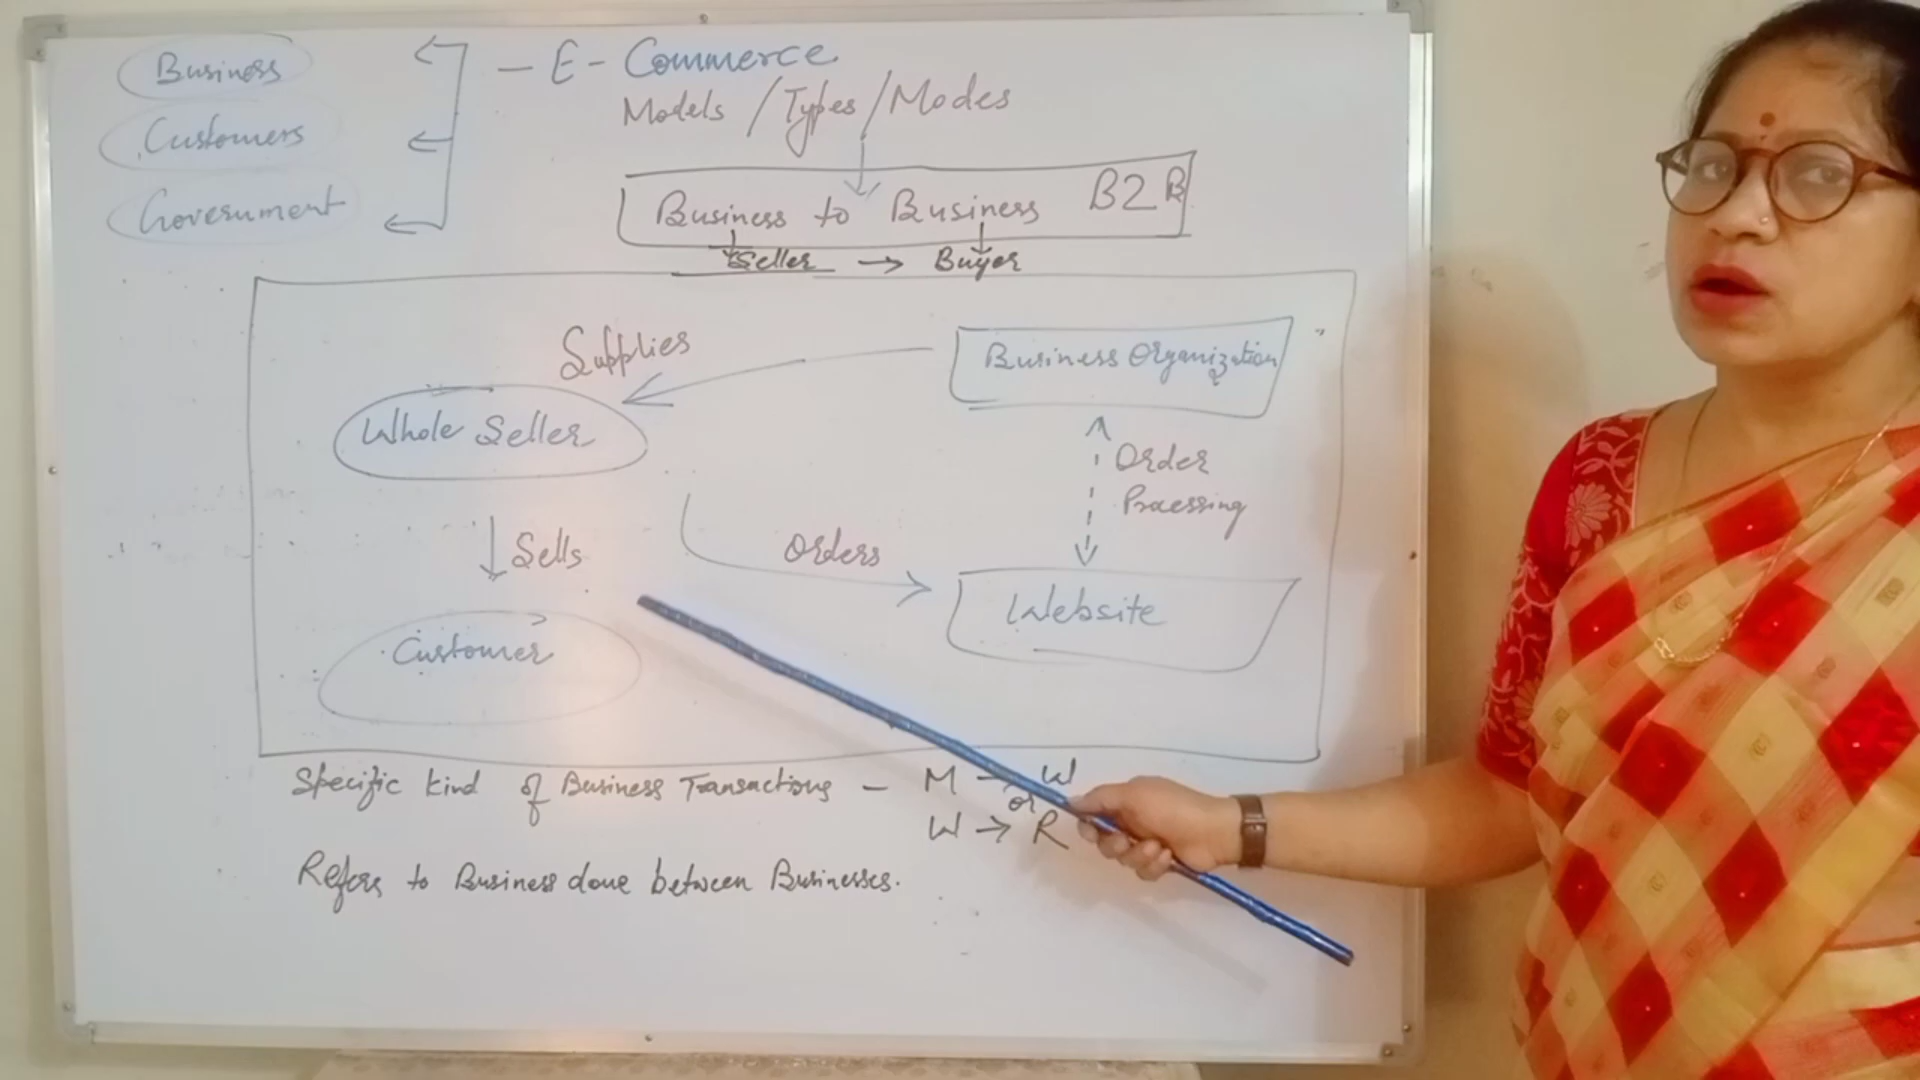 Business
Customers
Government
– E - Commerce
Models / Types / Modes
Business to Business B2B
Seller → Buyer
Supplies
Business Organization
Whole Seller
Order
Processing
Sells
Orders
Website
Customer
Specific kind of Business Transactions – M → W
or
W → R
Refers to Business done between Businesses.